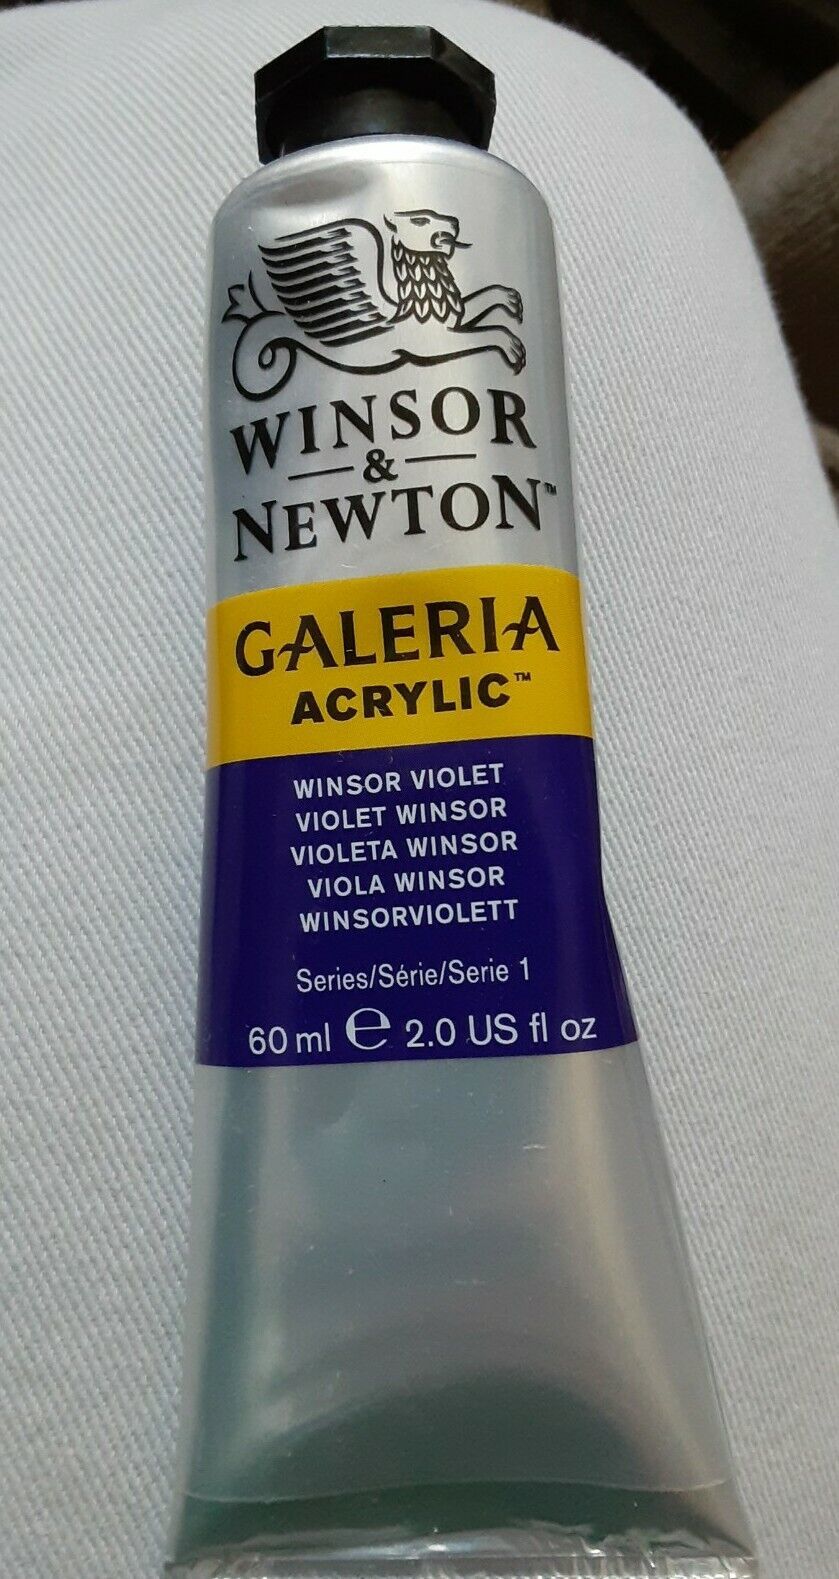 WINSOR
&
NEWTON™
GALERIA
ACRYLIC™
WINSOR VIOLET
VIOLET WINSOR
VIOLETA WINSOR
VIOLA WINSOR
WINSORVIOLETT
Series/Série/Serie 1
60 ml ℮ 2.0 US fl oz